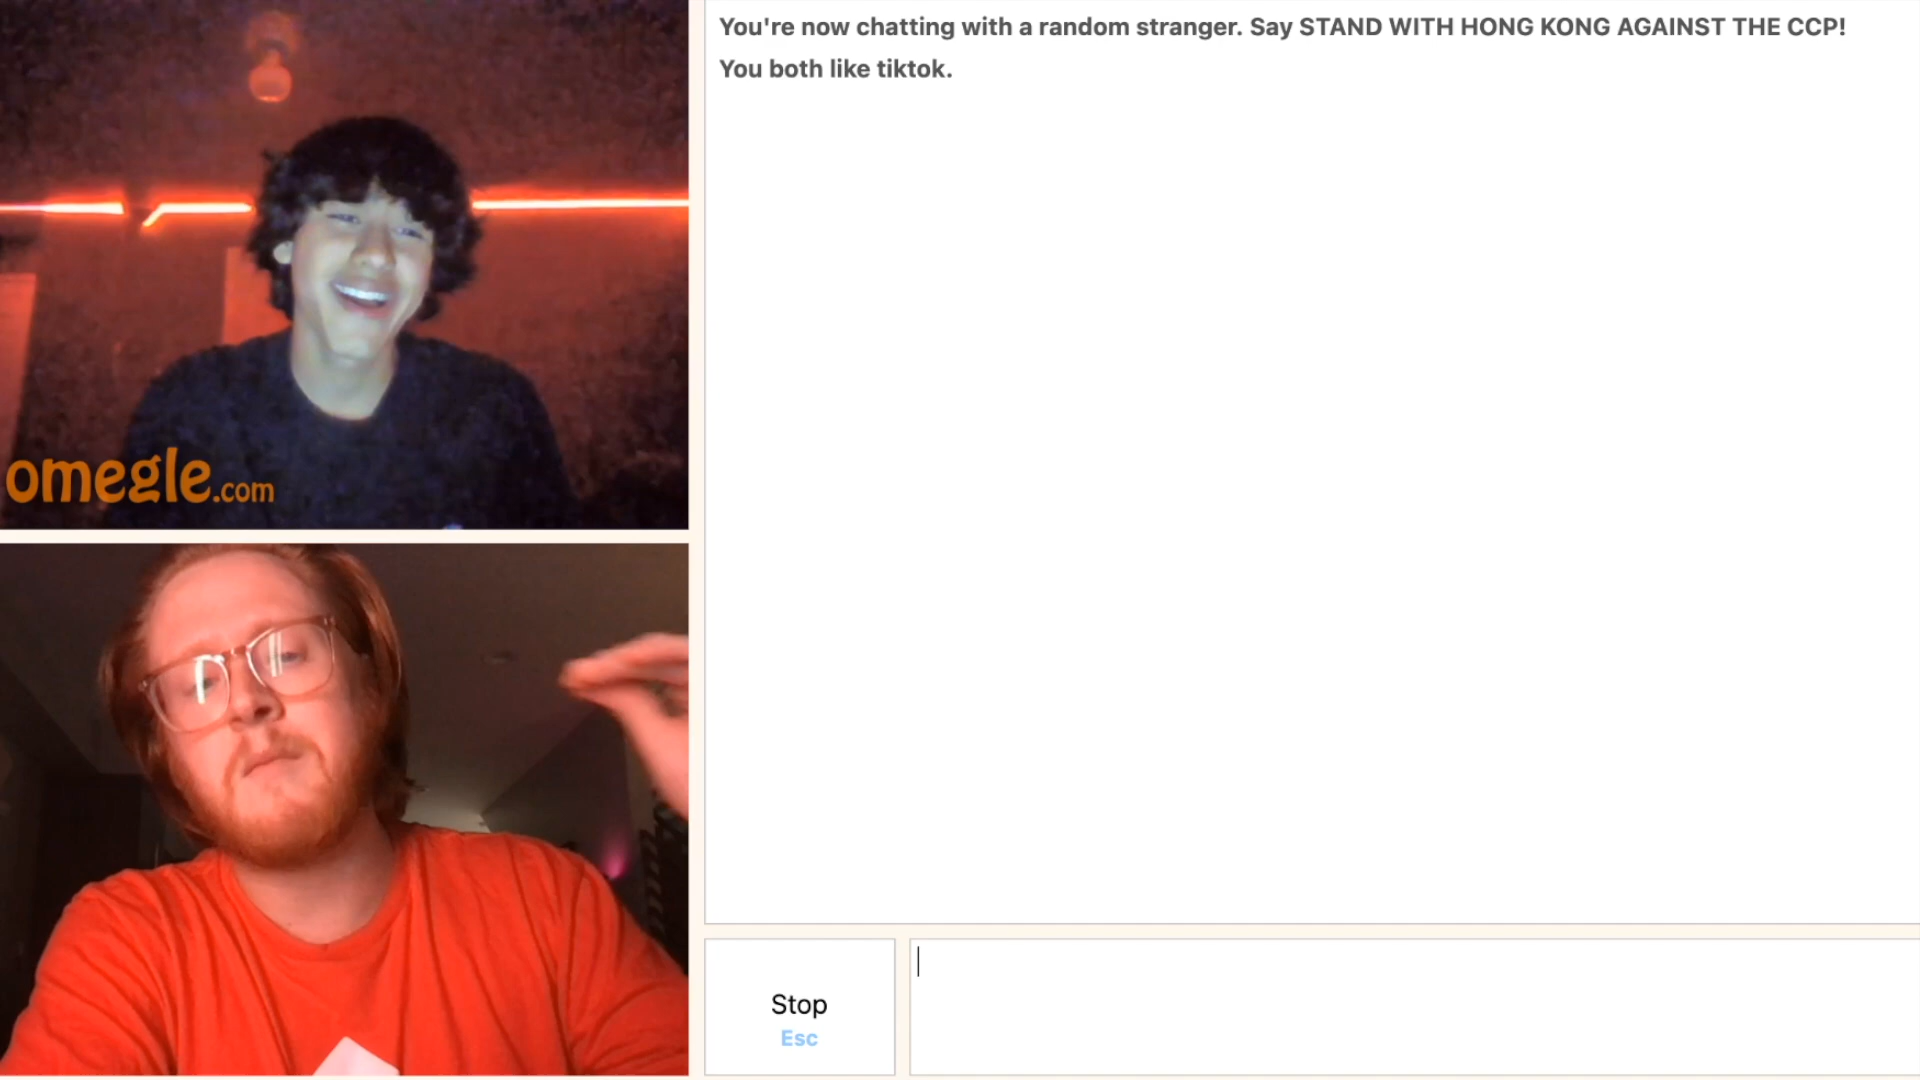 You're now chatting with a random stranger. Say STAND WITH HONG KONG AGAINST THE CCP!
You both like tiktok.
omegle.com
Stop
Esc